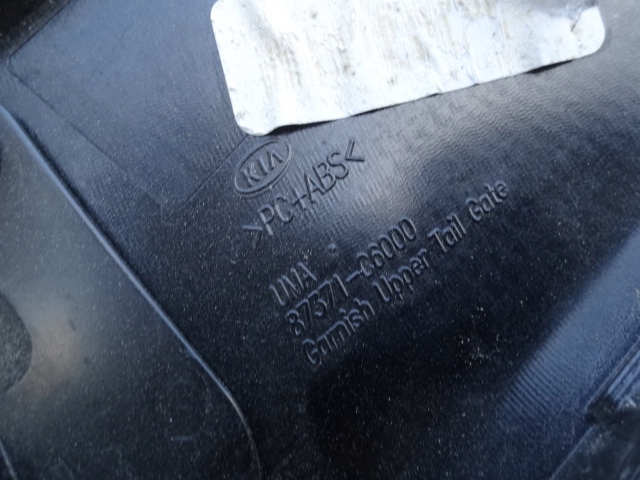 KIA
>PC+ABS<
UMA
87371-C6000
Garnish Upper Tail Gate